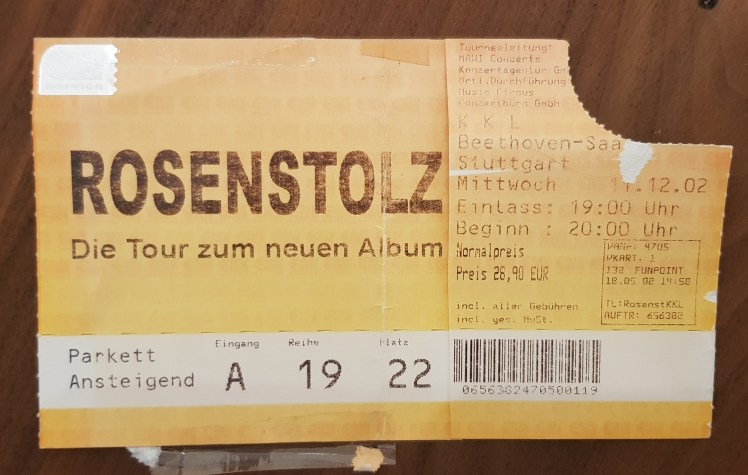 Tourneeleitung:
MAWI Concerts
Konzertagentur Gm
Örtl.Durchführung
Music Circus
Concertbüro GmbH
K K L
Beethoven-Saa
Stuttgart
Mittwoch 11.12.02
Einlass: 19:00 Uhr
Beginn : 20:00 Uhr
ROSENSTOLZ
Die Tour zum neuen Album
Normalpreis
Preis 28,90 EUR
incl. aller Gebühren
incl. ges. MwSt.
VANr. 4705
VKART. 1
138 FUNPOINT
18.05 02 14:58
TL:RosenstKKL
AUFTR: 656382
Parkett
Ansteigend
Eingang Reihe Platz
A 19 22
0656382470500119